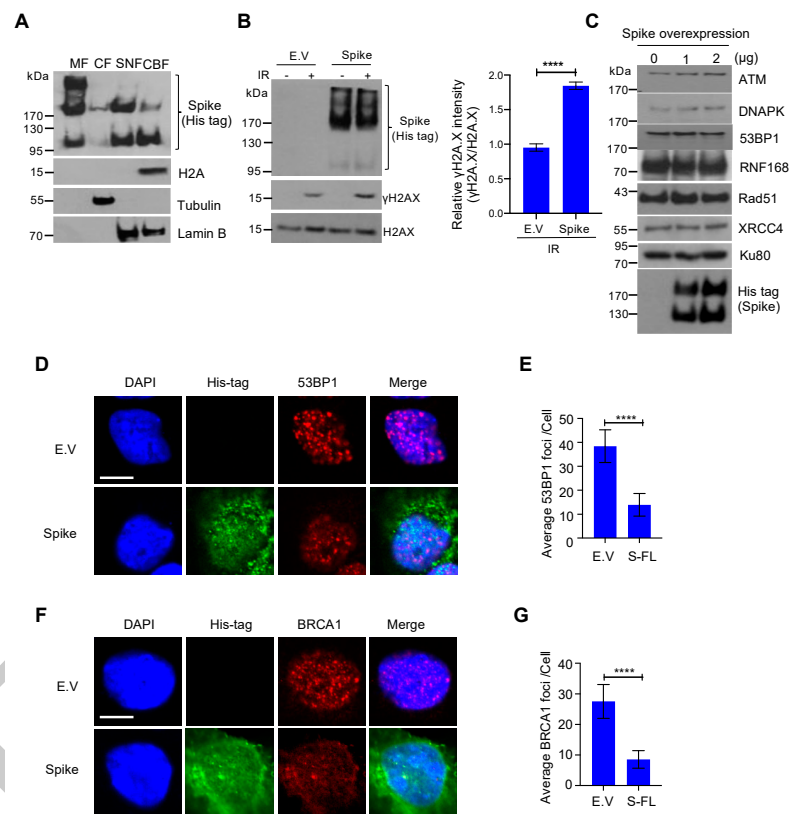 A
MF CF SNF CBF
kDa
170
130
95
Spike
(His tag)
15
H2A
55
Tubulin
70
Lamin B
B
E.V Spike
IR - + - +
kDa
170
130
95
Spike
(His tag)
15
γH2AX
15
H2AX
Relative γH2A.X intensity
(γH2A.X/H2A.X)
2.0
1.5
1.0
0.5
0.0
****
E.V Spike
IR
C
Spike overexpression
0 1 2 (μg)
kDa
170
ATM
170
DNAPK
170
53BP1
70
RNF168
43
Rad51
55
XRCC4
95
70
Ku80
170
130
His tag
(Spike)
D
DAPI His-tag 53BP1 Merge
E.V
Spike
E
Average 53BP1 foci /Cell
50
40
30
20
10
0
****
E.V S-FL
F
DAPI His-tag BRCA1 Merge
E.V
Spike
G
Average BRCA1 foci /Cell
40
30
20
10
0
****
E.V S-FL